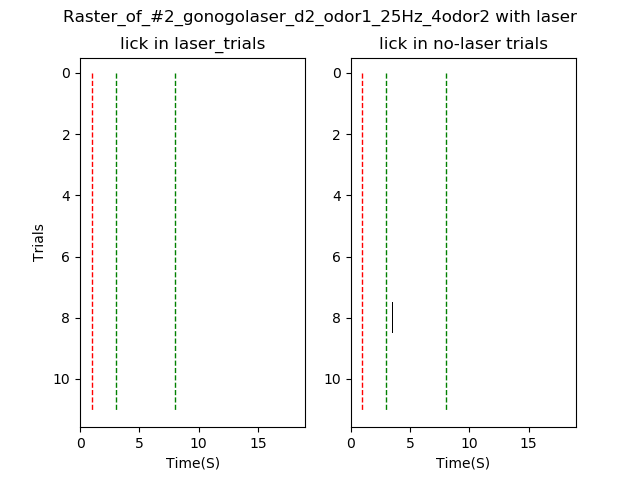 Raster_of_#2_gonogolaser_d2_odor1_25Hz_4odor2 with laser
lick in laser_trials
lick in no-laser trials
0
2
4
6
8
10
Trials
0 5 10 15
Time(S)
0
2
4
6
8
10
0 5 10 15
Time(S)